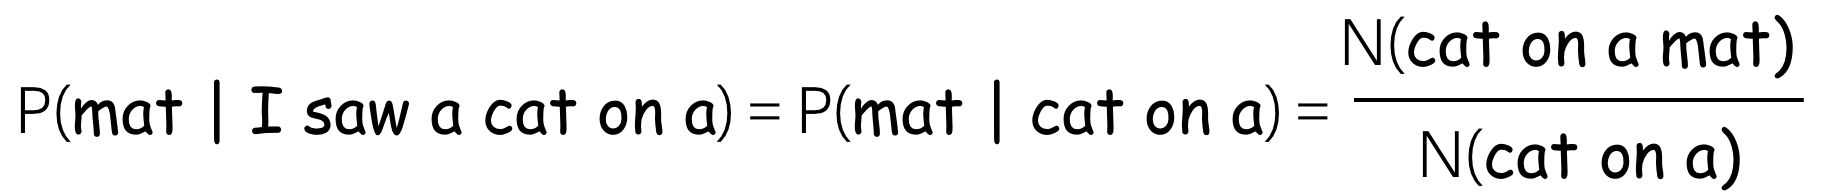 P(mat | I saw a cat on a) = P(mat | cat on a) = N(cat on a mat)
N(cat on a)